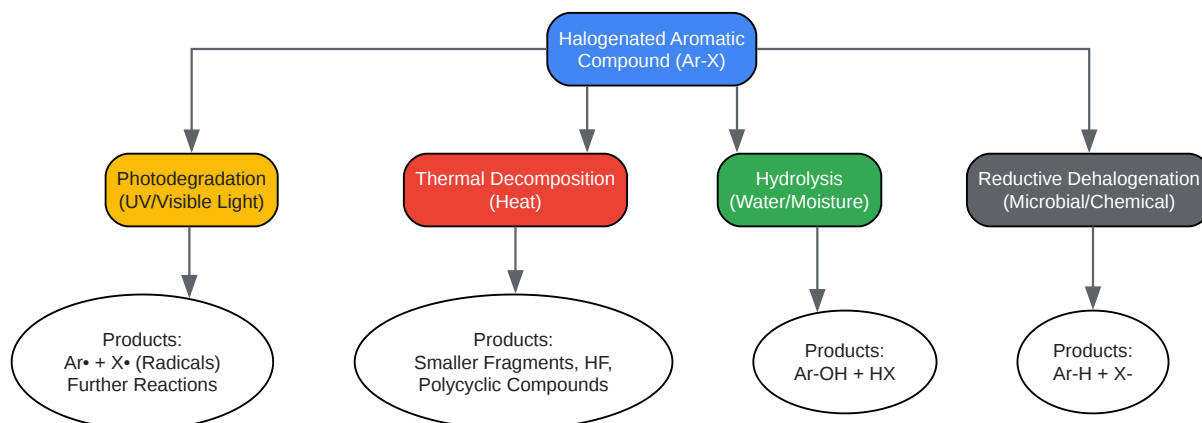 Halogenated Aromatic
Compound (Ar-X)
Photodegradation
(UV/Visible Light)
Thermal Decomposition
(Heat)
Hydrolysis
(Water/Moisture)
Reductive Dehalogenation
(Microbial/Chemical)
Products:
Ar• + X• (Radicals)
Further Reactions
Products:
Smaller Fragments, HF,
Polycyclic Compounds
Products:
Ar-OH + HX
Products:
Ar-H + X-